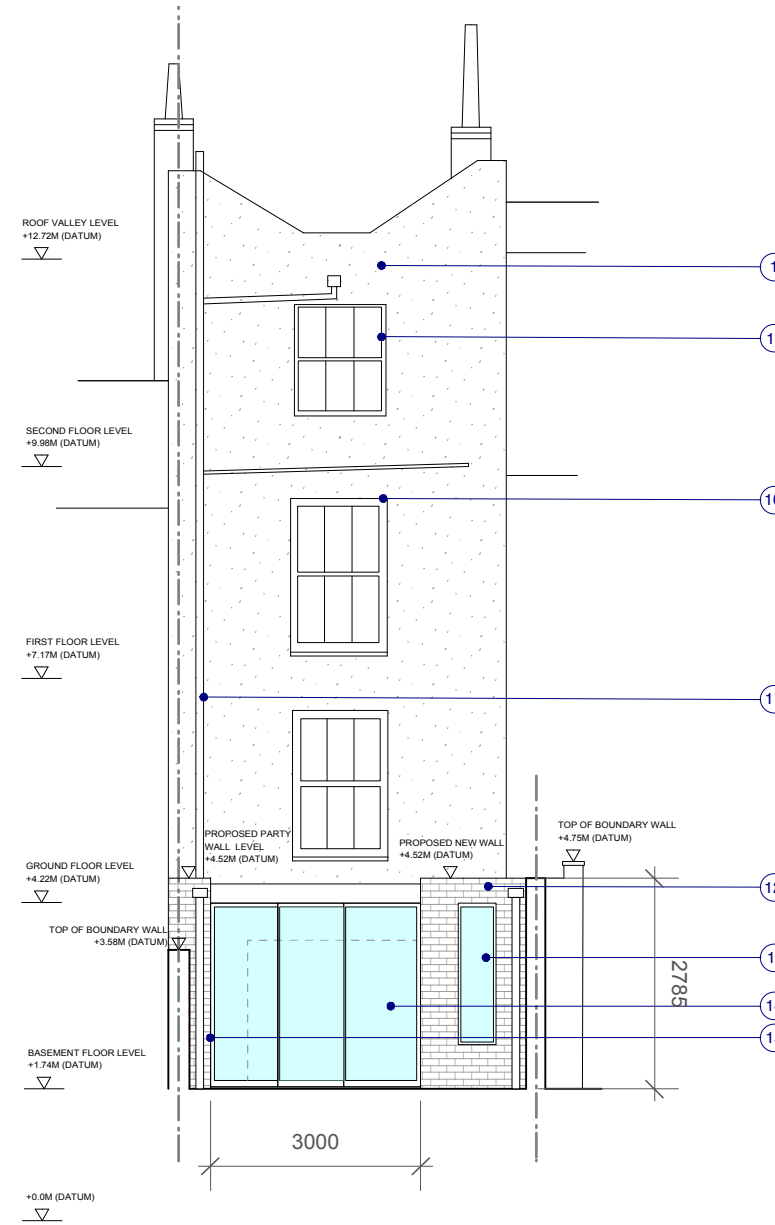 ROOF VALLEY LEVEL
+12.72M (DATUM)
SECOND FLOOR LEVEL
+9.98M (DATUM)
FIRST FLOOR LEVEL
+7.17M (DATUM)
PROPOSED PARTY
WALL LEVEL
+4.52M (DATUM)
PROPOSED NEW WALL
+4.52M (DATUM)
TOP OF BOUNDARY WALL
+4.75M (DATUM)
GROUND FLOOR LEVEL
+4.22M (DATUM)
TOP OF BOUNDARY WALL
+3.58M (DATUM)
2785
BASEMENT FLOOR LEVEL
+1.74M (DATUM)
3000
+0.0M (DATUM)